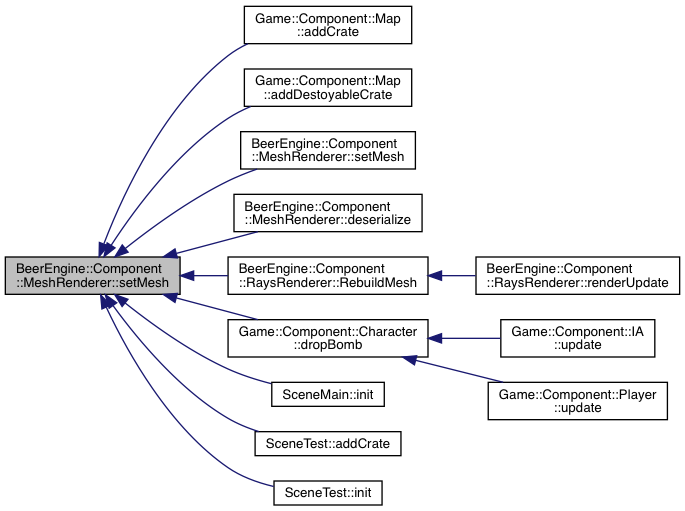 Game::Component::Map
::addCrate
Game::Component::Map
::addDestoyableCrate
BeerEngine::Component
::MeshRenderer::setMesh
BeerEngine::Component
::MeshRenderer::deserialize
BeerEngine::Component
::MeshRenderer::setMesh
BeerEngine::Component
::RaysRenderer::RebuildMesh
BeerEngine::Component
::RaysRenderer::renderUpdate
Game::Component::Character
::dropBomb
Game::Component::IA
::update
Game::Component::Player
::update
SceneMain::init
SceneTest::addCrate
SceneTest::init